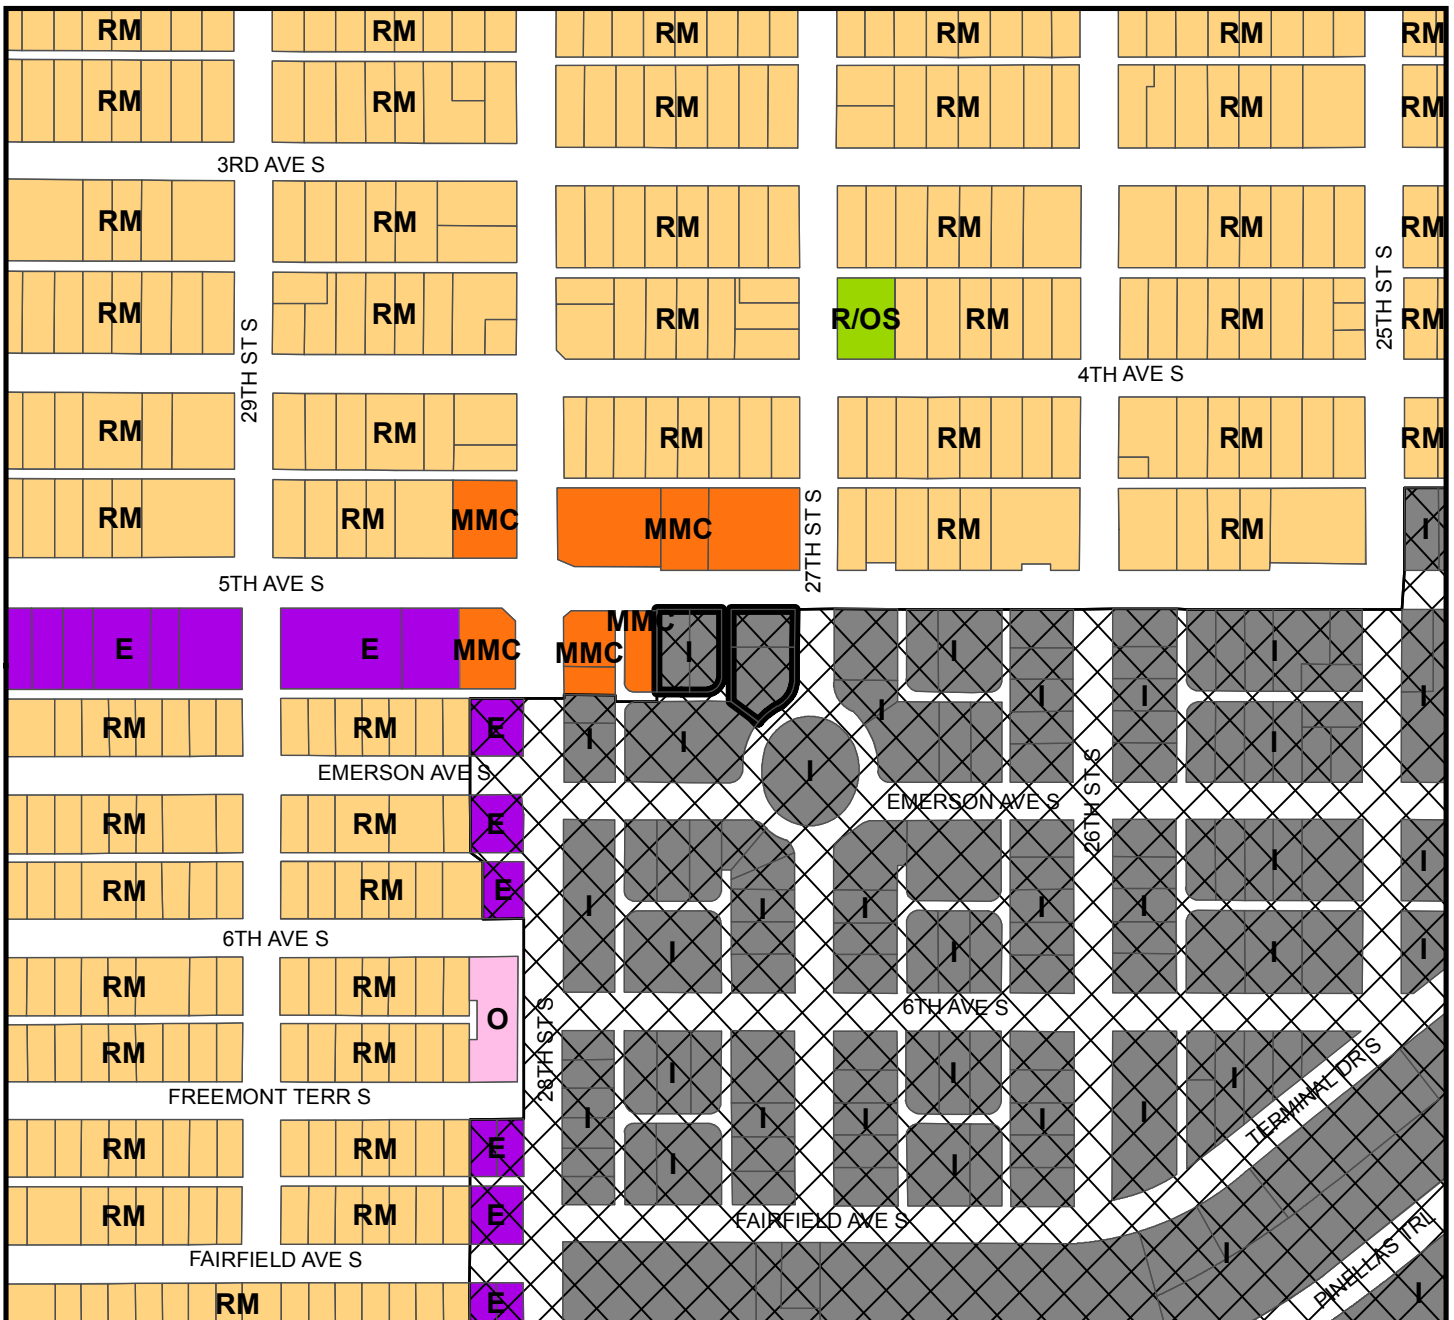 RM RM RM RM RM RM
RM RM RM RM RM RM
3RD AVE S
RM RM RM RM RM RM
29TH ST S
25TH ST S
RM RM RM R/OS RM RM RM
4TH AVE S
RM RM RM RM RM RM
RM RM MMC MMC RM RM I
27TH ST S
5TH AVE S
MMC
E E MMC MMC I I I
I I I I
RM RM E I I I I
EMERSON AVE S
EMERSON AVE S
26TH ST S
RM RM E
I I
RM RM E I I I I I
6TH AVE S
I I I I
RM RM
6TH AVE S
O
28TH ST S
RM RM
I I I
TERMINAL DR S
FREEMONT TERR S
I I I I I
RM RM E
I I
RM RM E
FAIRFIELD AVE S
FAIRFIELD AVE S
I
PINELLAS TRL
RM E I